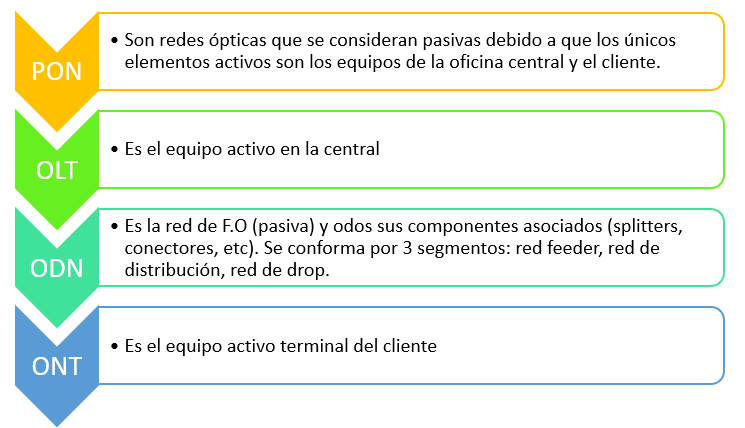 PON
• Son redes ópticas que se consideran pasivas debido a que los únicos
elementos activos son los equipos de la oficina central y el cliente.
OLT
• Es el equipo activo en la central
ODN
• Es la red de F.O (pasiva) y odos sus componentes asociados (splitters,
conectores, etc). Se conforma por 3 segmentos: red feeder, red de
distribución, red de drop.
ONT
• Es el equipo activo terminal del cliente